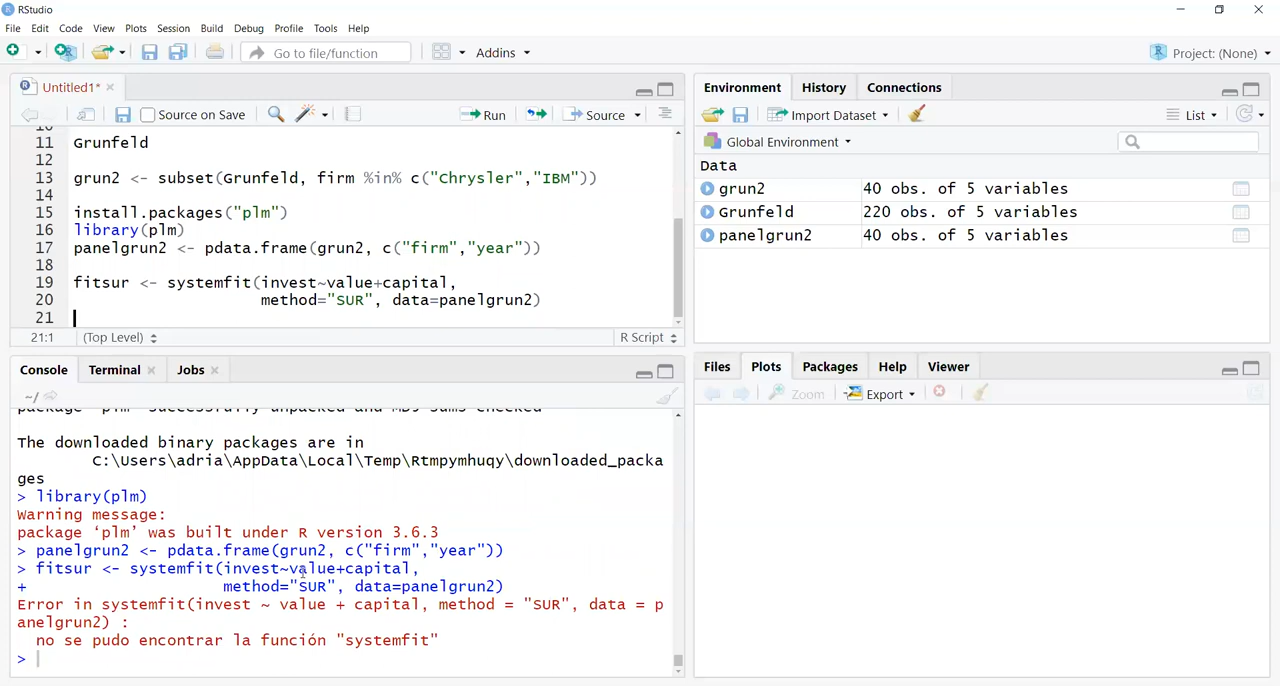 RStudio
File Edit Code View Plots Session Build Debug Profile Tools Help
Go to file/function
Addins
Project: (None)
Untitled1*
Source on Save
Run
Source
11 Grunfeld
12
13 grun2 <- subset(Grunfeld, firm %in% c("Chrysler","IBM"))
14
15 install.packages("plm")
16 library(plm)
17 panelgrun2 <- pdata.frame(grun2, c("firm","year"))
18
19 fitsur <- systemfit(invest~value+capital,
20 method="SUR", data=panelgrun2)
21
21:1 (Top Level) R Script
Console Terminal Jobs
~/
package ‘plm’ successfully unpacked and MD5 sums checked
The downloaded binary packages are in
C:\Users\adria\AppData\Local\Temp\Rtmpymhuqy\downloaded_packa
ges
> library(plm)
Warning message:
package ‘plm’ was built under R version 3.6.3
> panelgrun2 <- pdata.frame(grun2, c("firm","year"))
> fitsur <- systemfit(invest~value+capital,
+ method="SUR", data=panelgrun2)
Error in systemfit(invest ~ value + capital, method = "SUR", data = p
anelgrun2) :
no se pudo encontrar la función "systemfit"
>
Environment History Connections
Import Dataset
List
Global Environment
Data
grun2 40 obs. of 5 variables
Grunfeld 220 obs. of 5 variables
panelgrun2 40 obs. of 5 variables
Files Plots Packages Help Viewer
Zoom Export